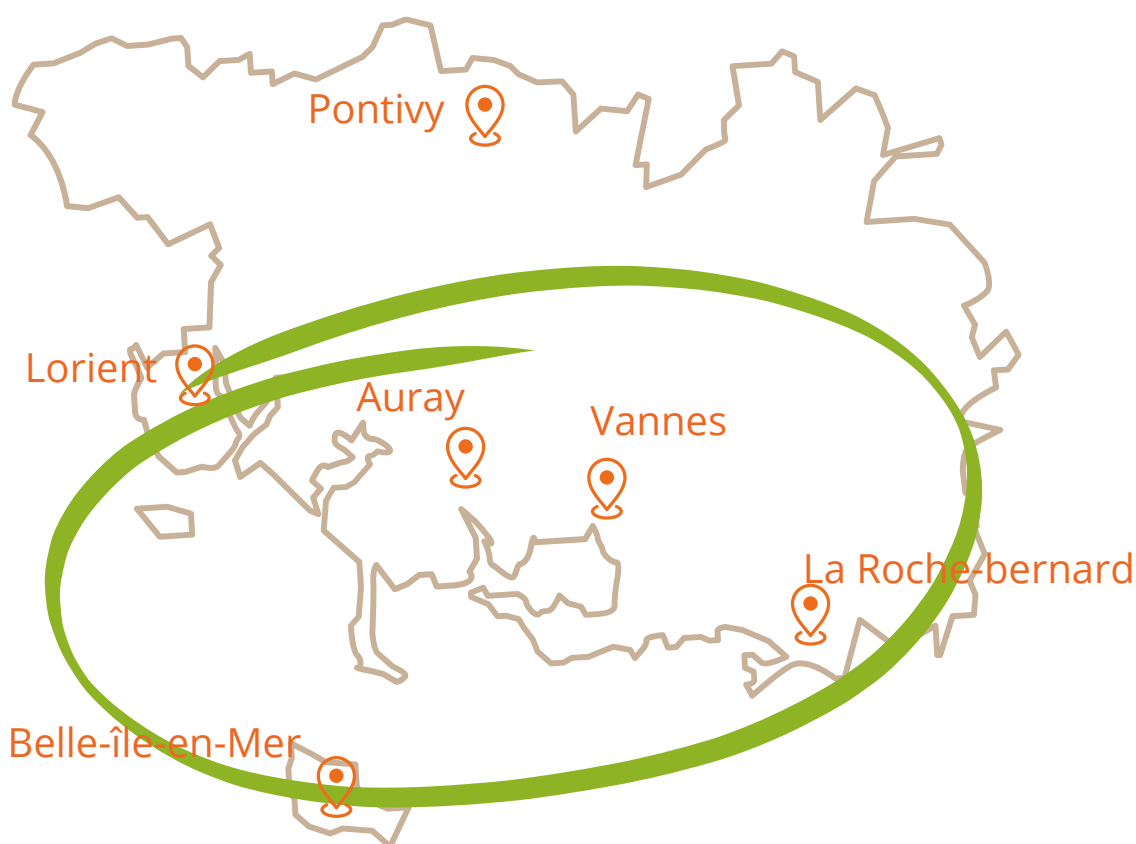 Pontivy
Lorient
Auray
Vannes
La Roche-bernard
Belle-île-en-Mer